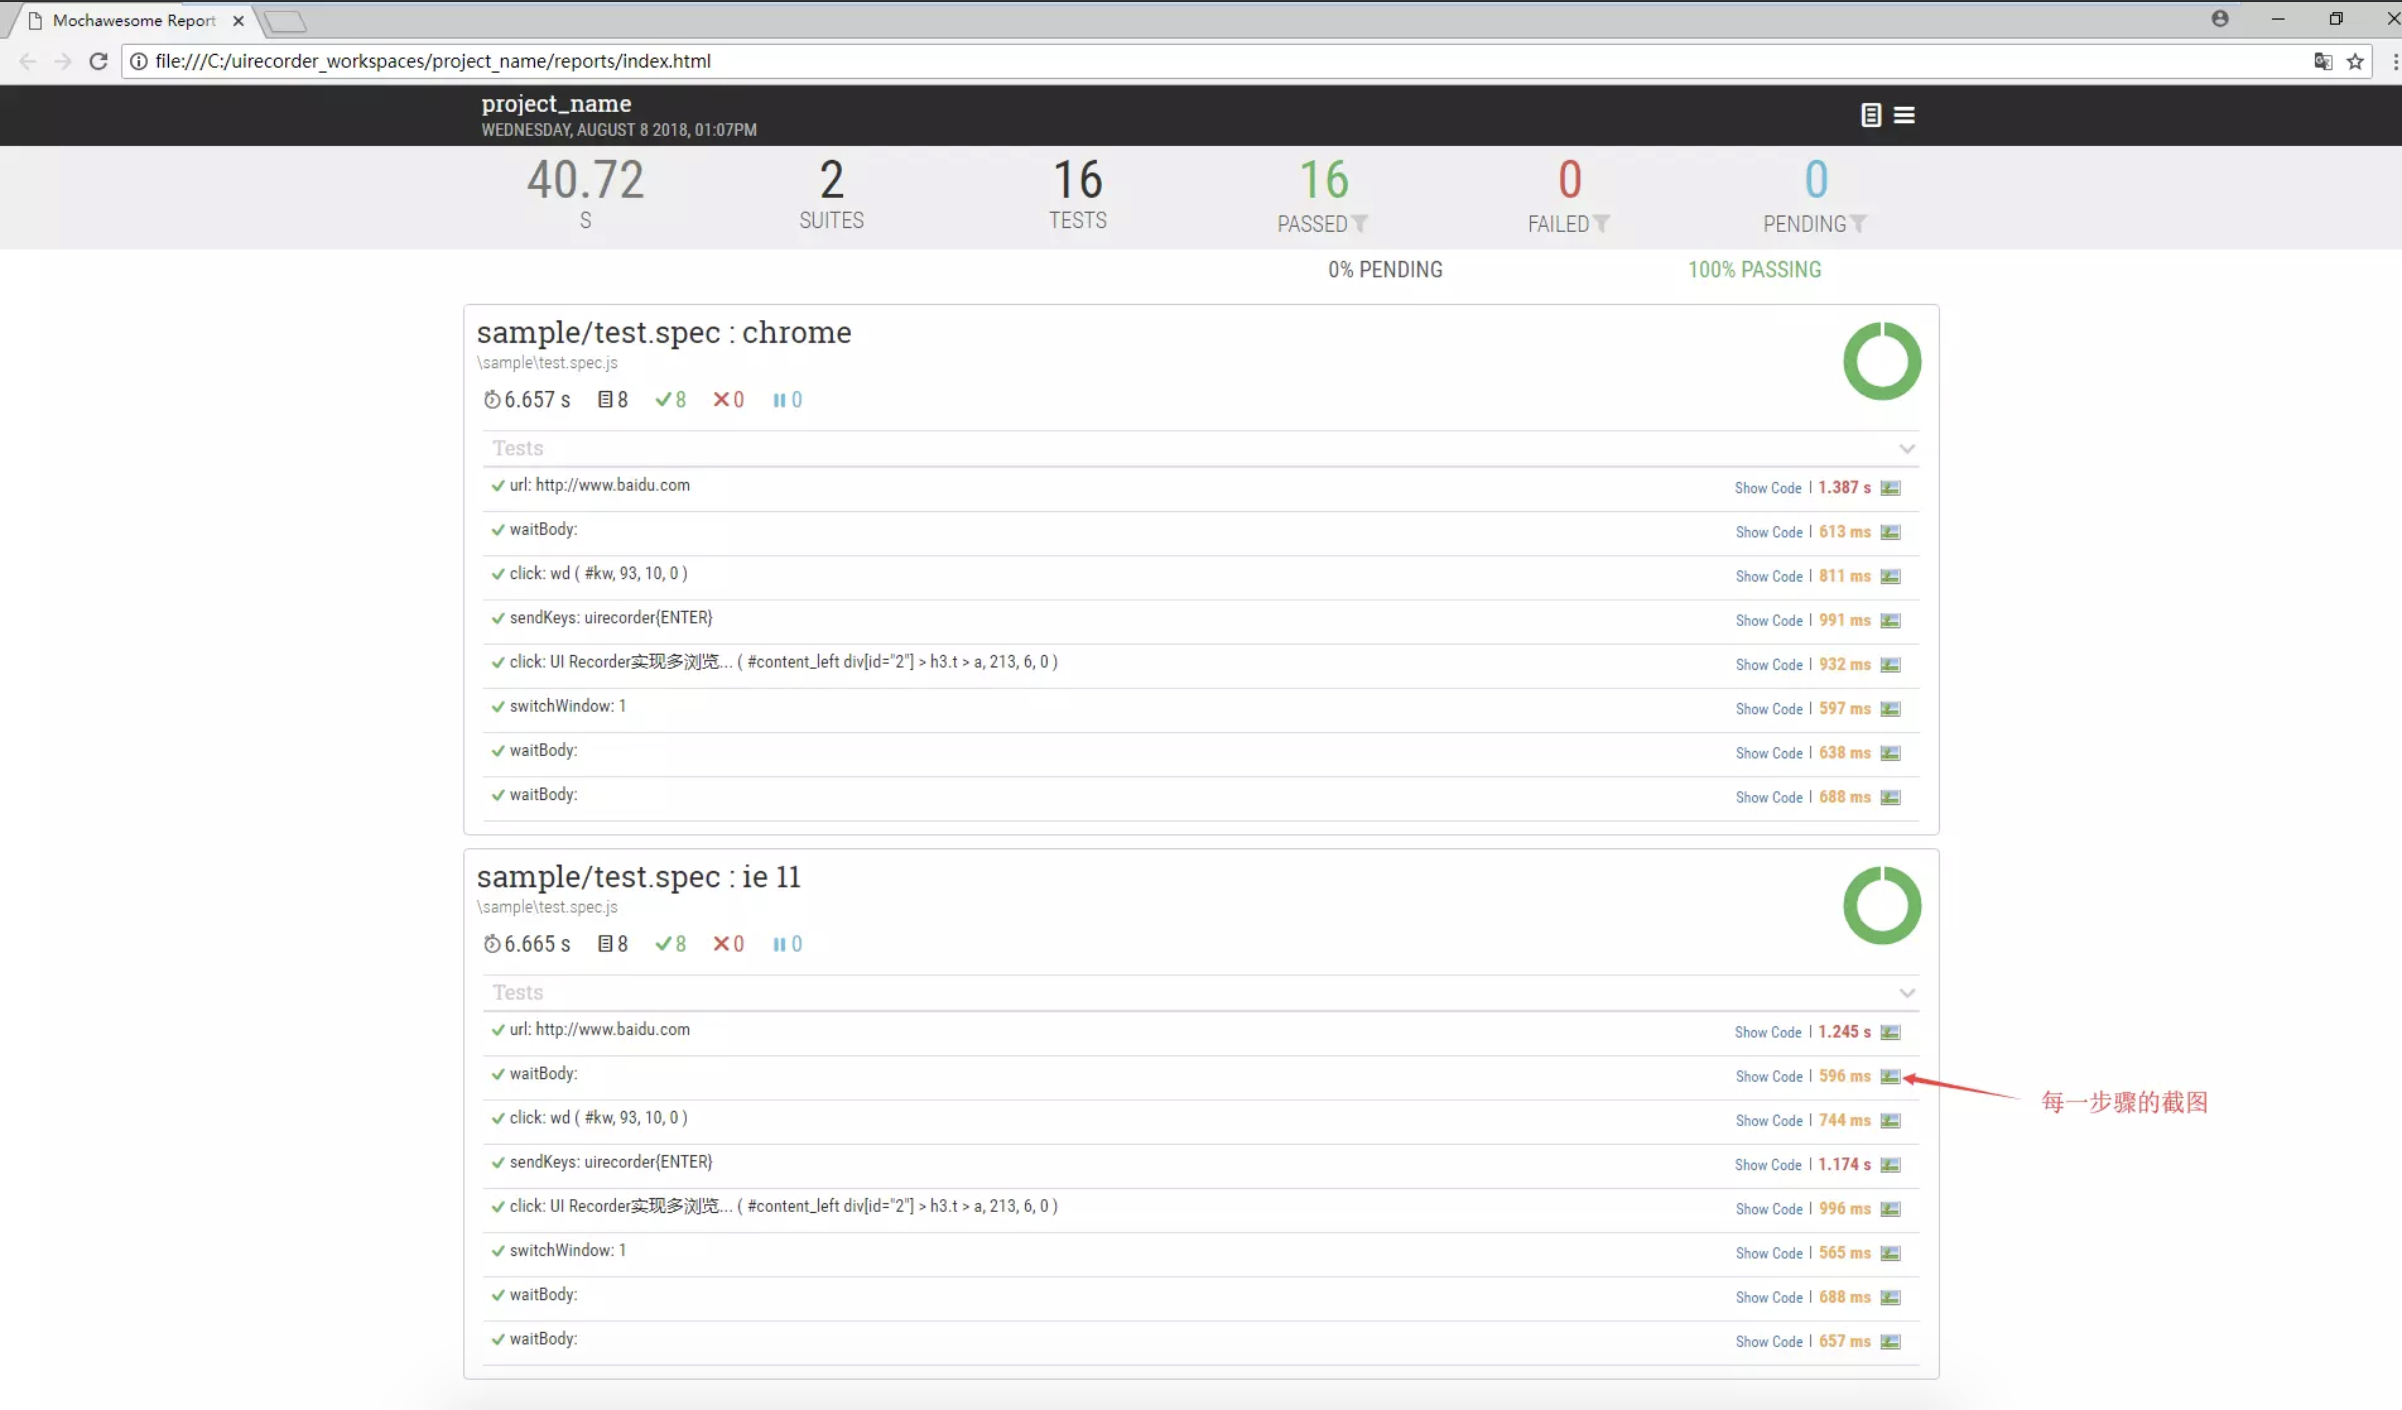 Mochawesome Report
file:///C:/uirecorder_workspaces/project_name/reports/index.html
project_name
WEDNESDAY, AUGUST 8 2018, 01:07PM
40.72 2 16 16 0 0
S SUITES TESTS PASSED FAILED PENDING
0% PENDING 100% PASSING
sample/test.spec : chrome
\sample\test.spec.js
6.657 s 8 8 0 0
Tests
url: http://www.baidu.com Show Code | 1.387 s
waitBody: Show Code | 613 ms
click: wd ( #kw, 93, 10, 0 ) Show Code | 811 ms
sendKeys: uirecorder{ENTER} Show Code | 991 ms
click: UI Recorder实现多浏览... ( #content_left div[id="2"] > h3.t > a, 213, 6, 0 ) Show Code | 932 ms
switchWindow: 1 Show Code | 597 ms
waitBody: Show Code | 638 ms
waitBody: Show Code | 688 ms
sample/test.spec : ie 11
\sample\test.spec.js
6.665 s 8 8 0 0
Tests
url: http://www.baidu.com Show Code | 1.245 s
waitBody: Show Code | 596 ms
每一步骤的截图
click: wd ( #kw, 93, 10, 0 ) Show Code | 744 ms
sendKeys: uirecorder{ENTER} Show Code | 1.174 s
click: UI Recorder实现多浏览... ( #content_left div[id="2"] > h3.t > a, 213, 6, 0 ) Show Code | 996 ms
switchWindow: 1 Show Code | 565 ms
waitBody: Show Code | 688 ms
waitBody: Show Code | 657 ms